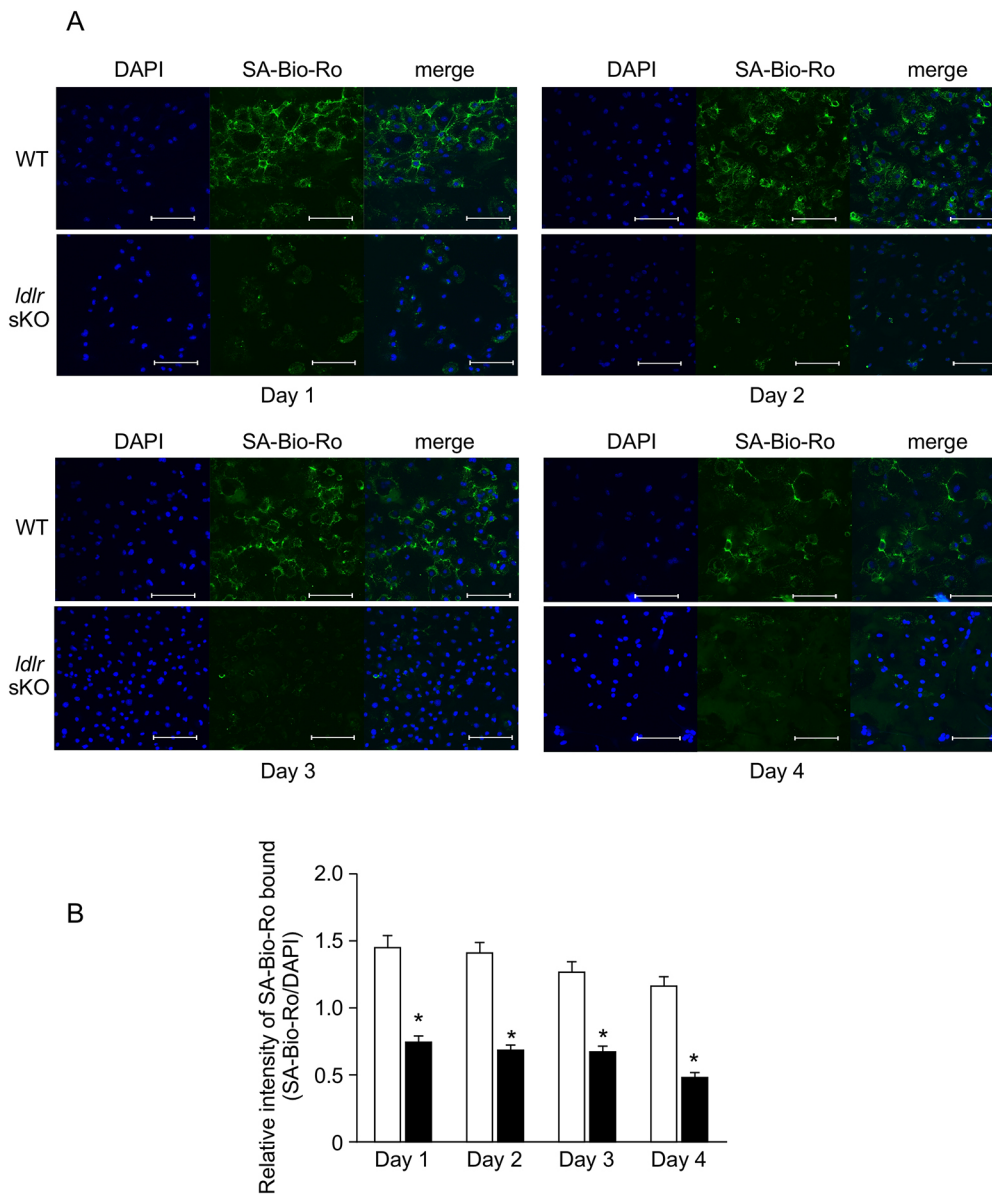 A
DAPI SA-Bio-Ro merge
DAPI SA-Bio-Ro merge
WT
ldlr
sKO
Day 1
Day 2
DAPI SA-Bio-Ro merge
DAPI SA-Bio-Ro merge
WT
ldlr
sKO
Day 3
Day 4
B
Relative intensity of SA-Bio-Ro bound
(SA-Bio-Ro/DAPI)
2.0
1.5
1.0
0.5
0
* * * *
Day 1 Day 2 Day 3 Day 4